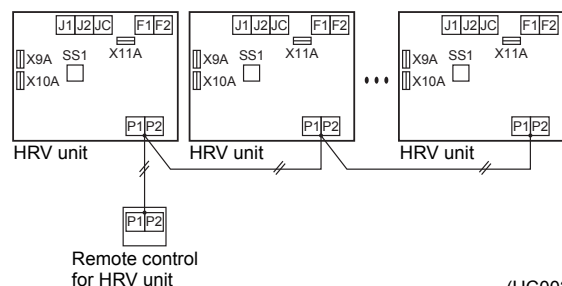 J1 J2 JC F1 F2 J1 J2 JC F1 F2 J1 J2 JC F1 F2
X9A SS1 X11A X9A SS1 X11A X9A SS1 X11A
X10A X10A X10A
P1 P2 P1 P2 P1 P2
HRV unit HRV unit HRV unit
P1 P2
Remote control
for HRV unit